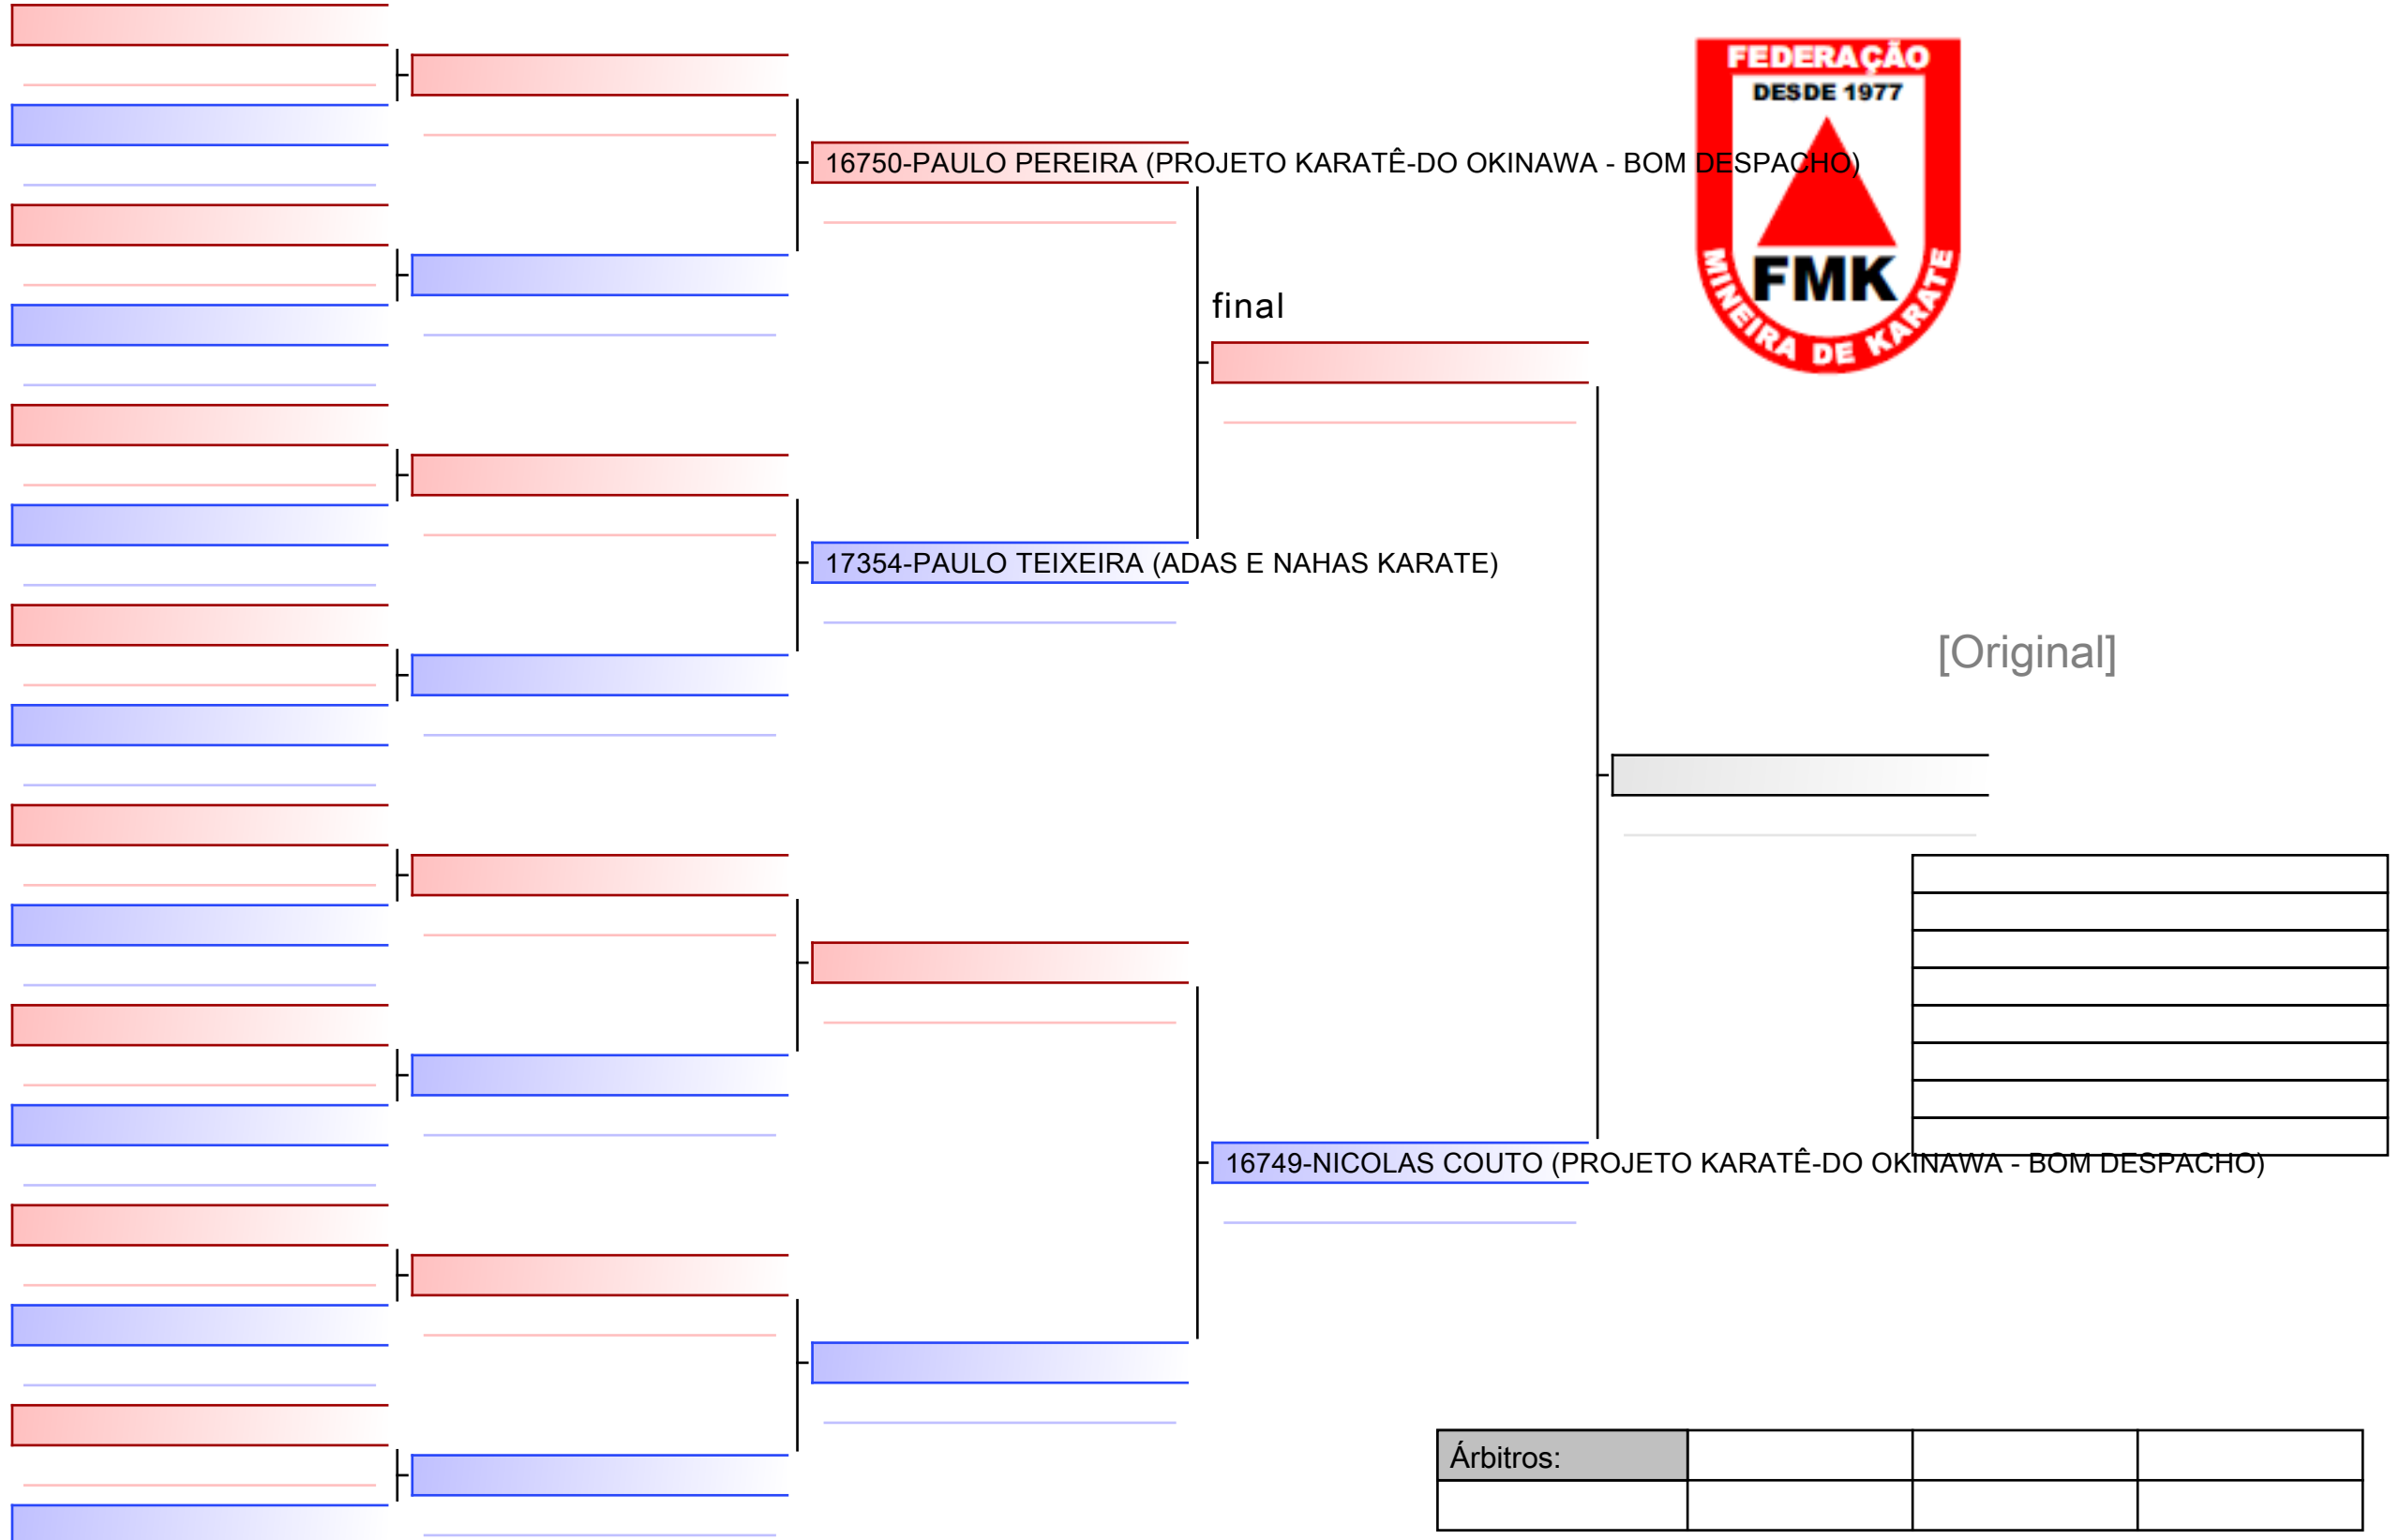 FEDERAÇÃO
DESDE 1977
FMK
MINEIRA DE KARATE
16750-PAULO PEREIRA (PROJETO KARATÊ-DO OKINAWA - BOM DESPACHO)
final
17354-PAULO TEIXEIRA (ADAS E NAHAS KARATE)
[Original]
16749-NICOLAS COUTO (PROJETO KARATÊ-DO OKINAWA - BOM DESPACHO)
Árbitros: